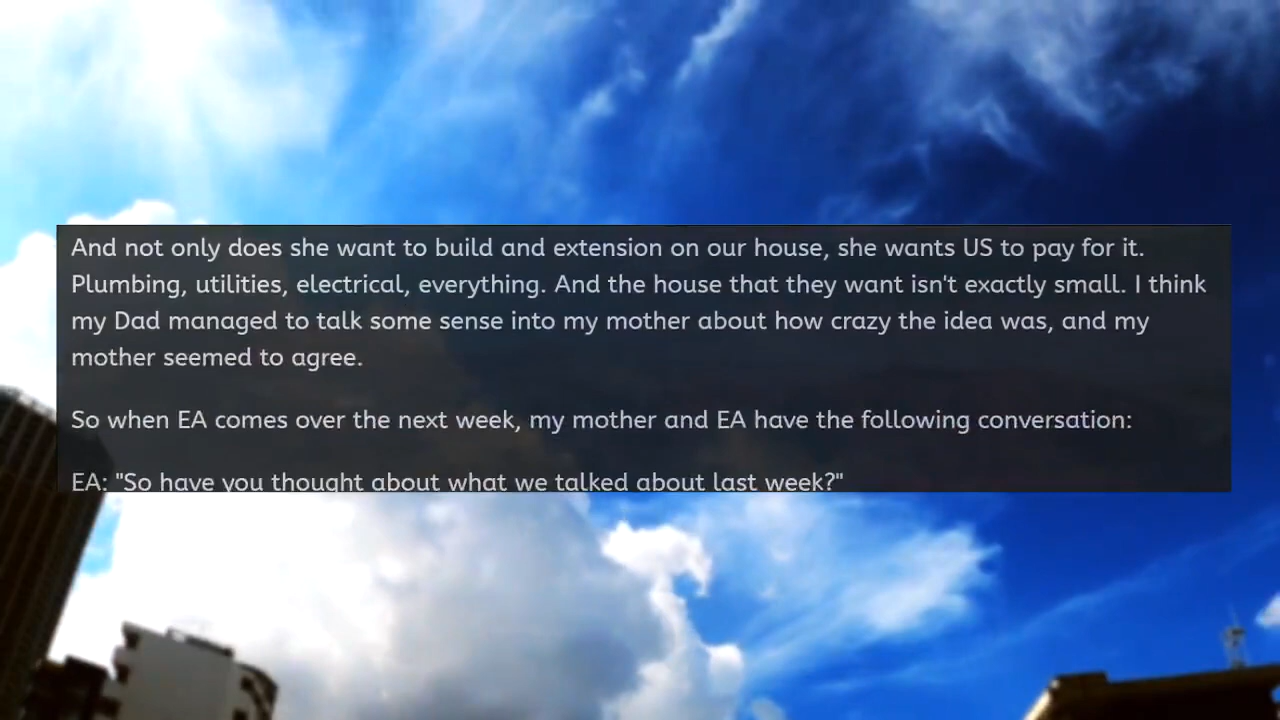 And not only does she want to build and extension on our house, she wants US to pay for it.
Plumbing, utilities, electrical, everything. And the house that they want isn't exactly small. I think
my Dad managed to talk some sense into my mother about how crazy the idea was, and my
mother seemed to agree.
So when EA comes over the next week, my mother and EA have the following conversation:
EA: "So have you thought about what we talked about last week?"